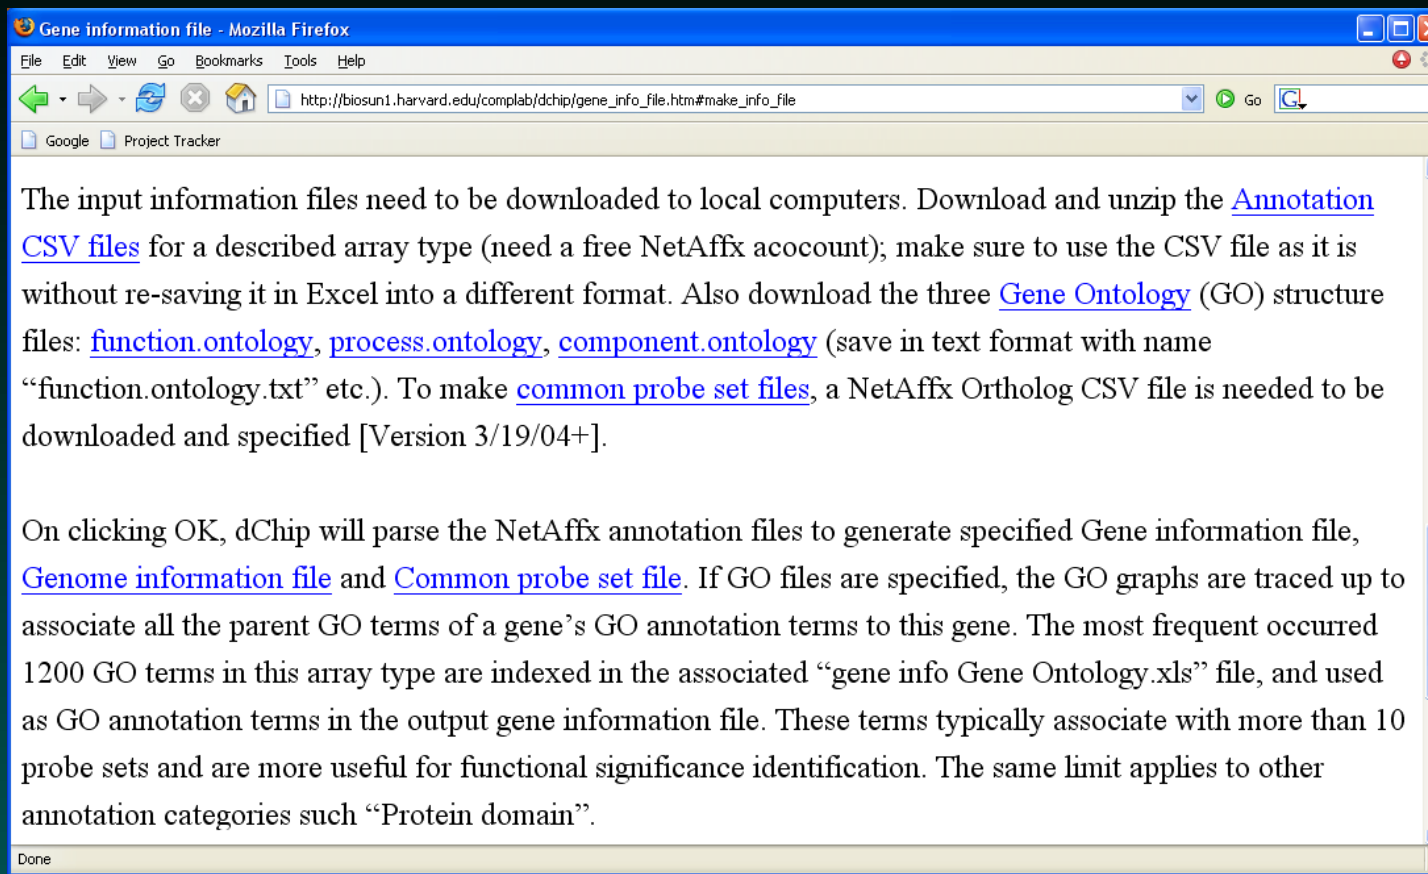 Gene information file - Mozilla Firefox
File Edit View Go Bookmarks Tools Help
http://biosun1.harvard.edu/complab/dchip/gene_info_file.htm#make_info_file Go G
Google Project Tracker
The input information files need to be downloaded to local computers. Download and unzip the Annotation
CSV files for a described array type (need a free NetAffx acocount); make sure to use the CSV file as it is
without re-saving it in Excel into a different format. Also download the three Gene Ontology (GO) structure
files: function.ontology, process.ontology, component.ontology (save in text format with name
“function.ontology.txt” etc.). To make common probe set files, a NetAffx Ortholog CSV file is needed to be
downloaded and specified [Version 3/19/04+].
On clicking OK, dChip will parse the NetAffx annotation files to generate specified Gene information file,
Genome information file and Common probe set file. If GO files are specified, the GO graphs are traced up to
associate all the parent GO terms of a gene’s GO annotation terms to this gene. The most frequent occurred
1200 GO terms in this array type are indexed in the associated “gene info Gene Ontology.xls” file, and used
as GO annotation terms in the output gene information file. These terms typically associate with more than 10
probe sets and are more useful for functional significance identification. The same limit applies to other
annotation categories such “Protein domain”.
Done